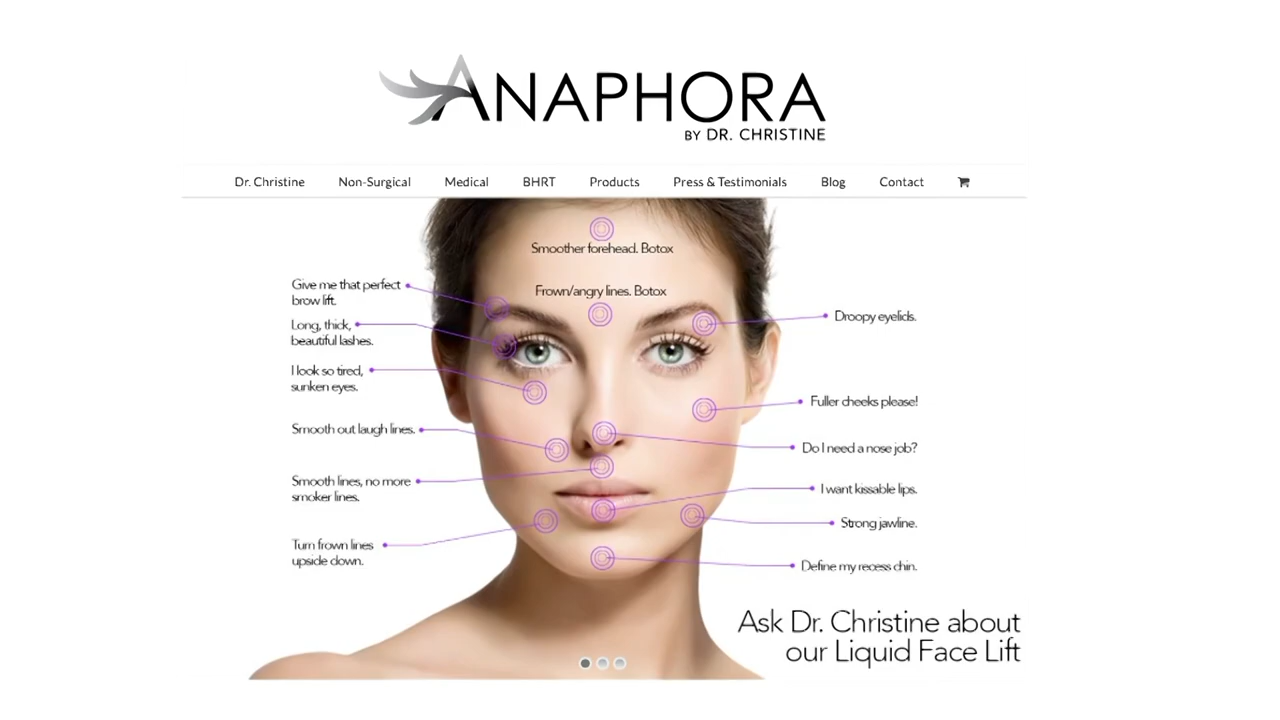 ANAPHORA
BY DR. CHRISTINE
Dr. Christine Non-Surgical Medical BHRT Products Press & Testimonials Blog Contact
Smoother forehead. Botox
Frown/angry lines. Botox
Give me that perfect
brow lift.
Long, thick,
beautiful lashes.
I look so tired,
sunken eyes.
Smooth out laugh lines.
Smooth lines, no more
smoker lines.
Turn frown lines
upside down.
Droopy eyelids.
Fuller cheeks please!
Do I need a nose job?
I want kissable lips.
Strong jawline.
Define my recess chin.
Ask Dr. Christine about
our Liquid Face Lift